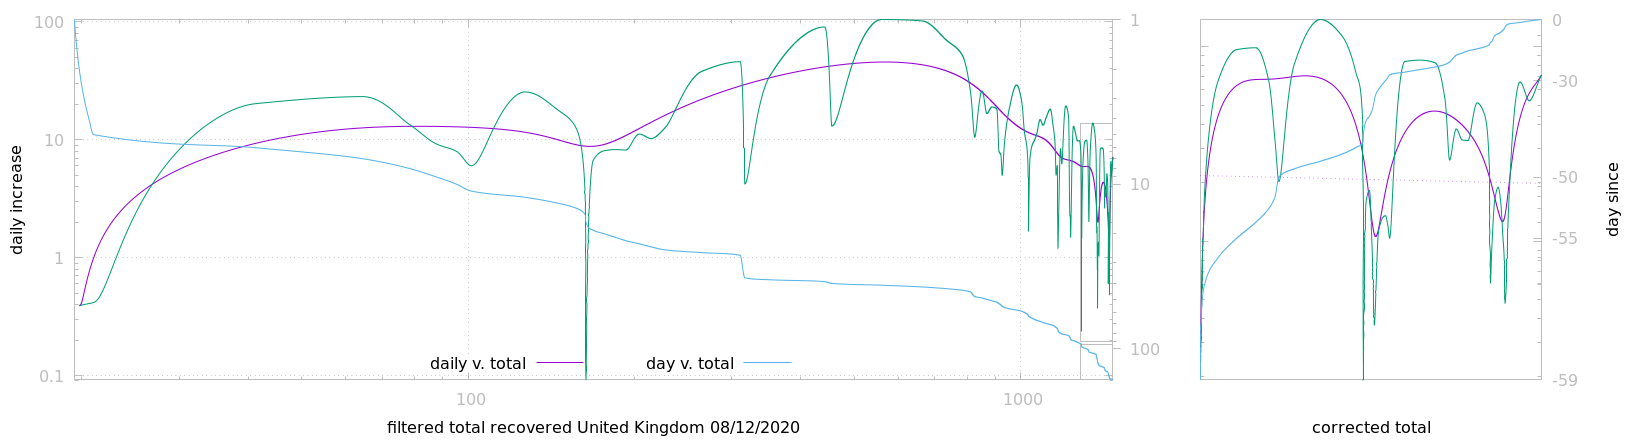 100
10
1
0.1
daily increase
100
1000
1
10
100
daily v. total
day v. total
filtered total recovered United Kingdom 08/12/2020
0
-30
-50
-55
-59
day since
corrected total